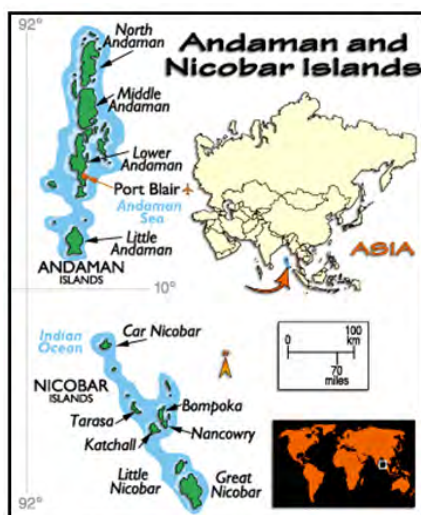 92°
Andaman and
Nicobar Islands
North
Andaman
Middle
Andaman
Lower
Andaman
Port Blair
Andaman
Sea
Little
Andaman
ANDAMAN
ISLANDS
10°
ASIA
Indian
Ocean
Car Nicobar
NICOBAR
ISLANDS
Tarasa
Katchall
Bompoka
Nancowry
Little
Nicobar
Great
Nicobar
92°
100
km
0
70
miles